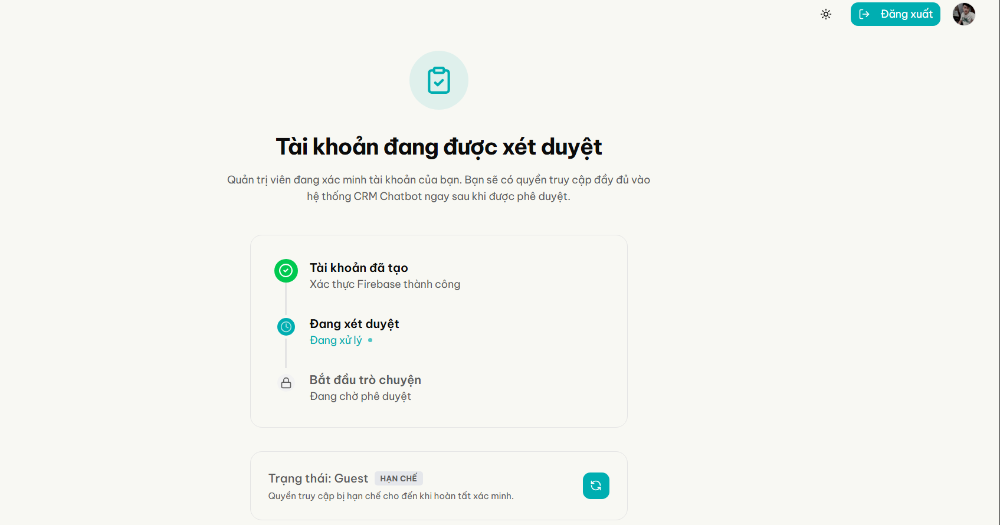 Đăng xuất
Tài khoản đang được xét duyệt
Quản trị viên đang xác minh tài khoản của bạn. Bạn sẽ có quyền truy cập đầy đủ vào
hệ thống CRM Chatbot ngay sau khi được phê duyệt.
Tài khoản đã tạo
Xác thực Firebase thành công
Đang xét duyệt
Đang xử lý
Bắt đầu trò chuyện
Đang chờ phê duyệt
Trạng thái: Guest HẠN CHẾ
Quyền truy cập bị hạn chế cho đến khi hoàn tất xác minh.